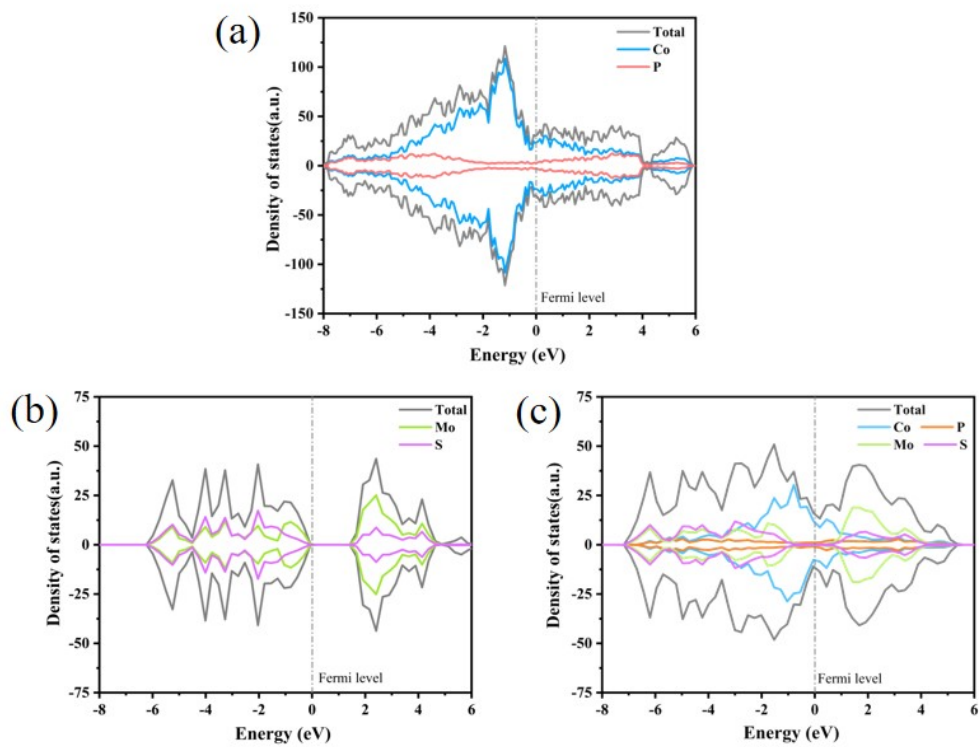 (a)
150
100
50
0
-50
-100
-150
Density of states(a.u.)
Total
Co
P
Fermi level
-8 -6 -4 -2 0 2 4 6
Energy (eV)
(b)
75
50
25
0
-25
-50
-75
Density of states (a.u.)
Total
Mo
S
Fermi level
-8 -6 -4 -2 0 2 4 6
Energy (eV)
(c)
75
50
25
0
-25
-50
-75
Density of states (a.u.)
Total
Co P
Mo S
Fermi level
-8 -6 -4 -2 0 2 4 6
Energy (eV)